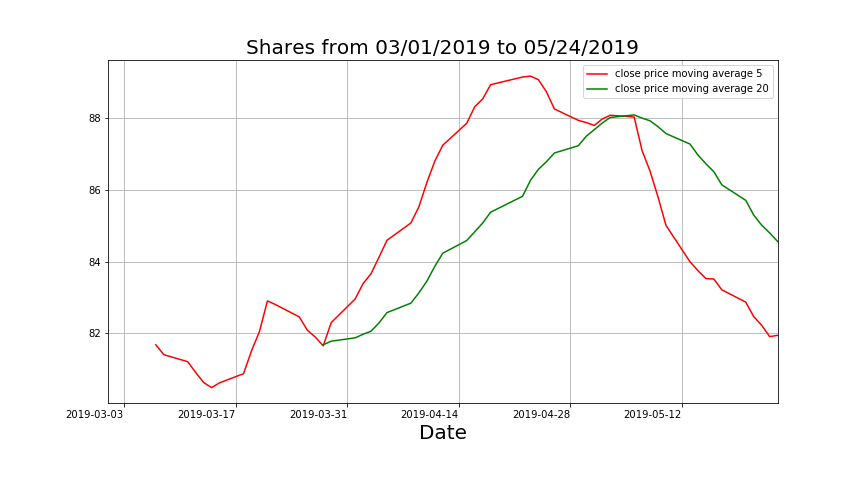 Shares from 03/01/2019 to 05/24/2019
close price moving average 5
close price moving average 20
88
86
84
82
2019-03-03 2019-03-17 2019-03-31 2019-04-14 2019-04-28 2019-05-12
Date